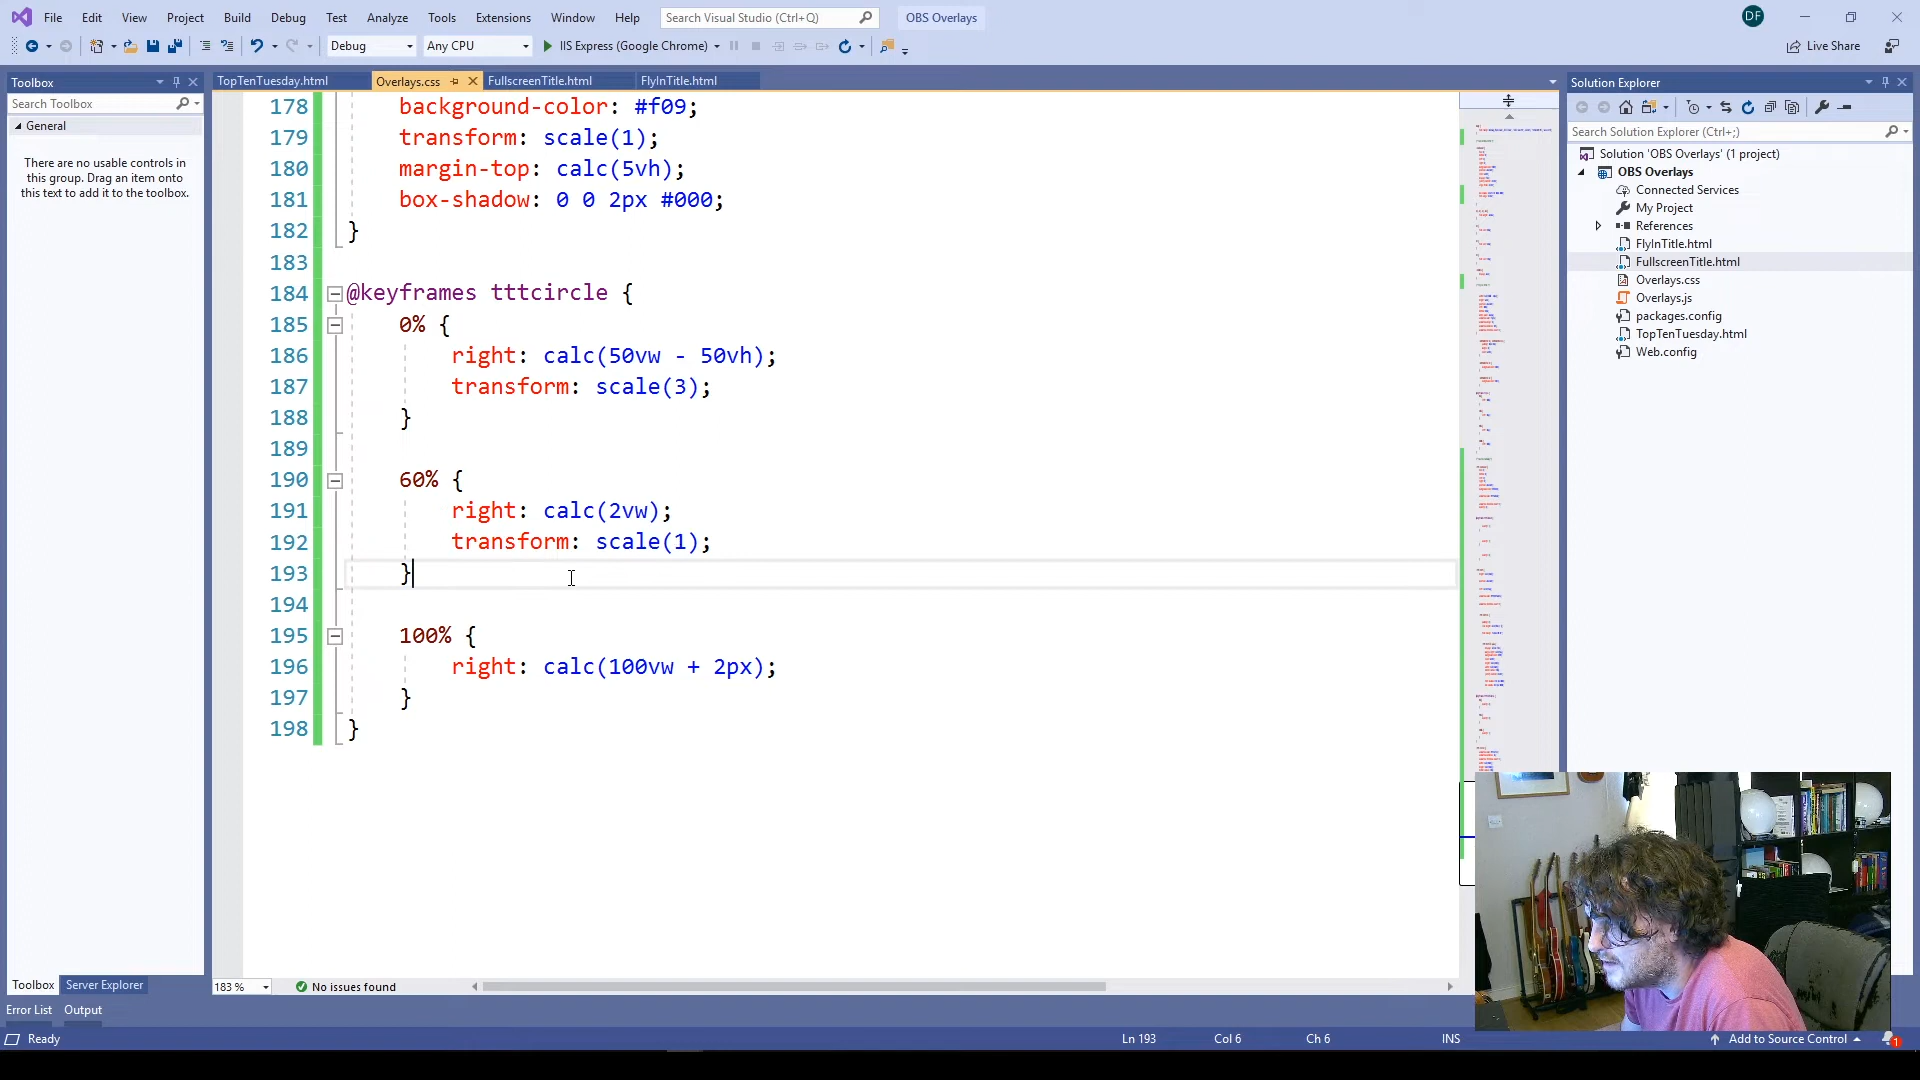 File Edit View Project Build Debug Test Analyze Tools Extensions Window Help Search Visual Studio (Ctrl+Q) OBS Overlays DF
Debug Any CPU IIS Express (Google Chrome) Live Share
Toolbox
Search Toolbox
General
There are no usable controls in
this group. Drag an item onto
this text to add it to the toolbox.
Toolbox Server Explorer
Error List Output
TopTenTuesday.html Overlays.css FullscreenTitle.html FlyInTitle.html
178 background-color: #f09;
179 transform: scale(1);
180 margin-top: calc(5vh);
181 box-shadow: 0 0 2px #000;
182 }
183
184 @keyframes tttcircle {
185 0% {
186 right: calc(50vw - 50vh);
187 transform: scale(3);
188 }
189
190 60% {
191 right: calc(2vw);
192 transform: scale(1);
193 }
194
195 100% {
196 right: calc(100vw + 2px);
197 }
198 }
183 % No issues found
Solution Explorer
Search Solution Explorer (Ctrl+;)
Solution 'OBS Overlays' (1 project)
OBS Overlays
Connected Services
My Project
References
FlyInTitle.html
FullscreenTitle.html
Overlays.css
Overlays.js
packages.config
TopTenTuesday.html
Web.config
Ready Ln 193 Col 6 Ch 6 INS Add to Source Control 1